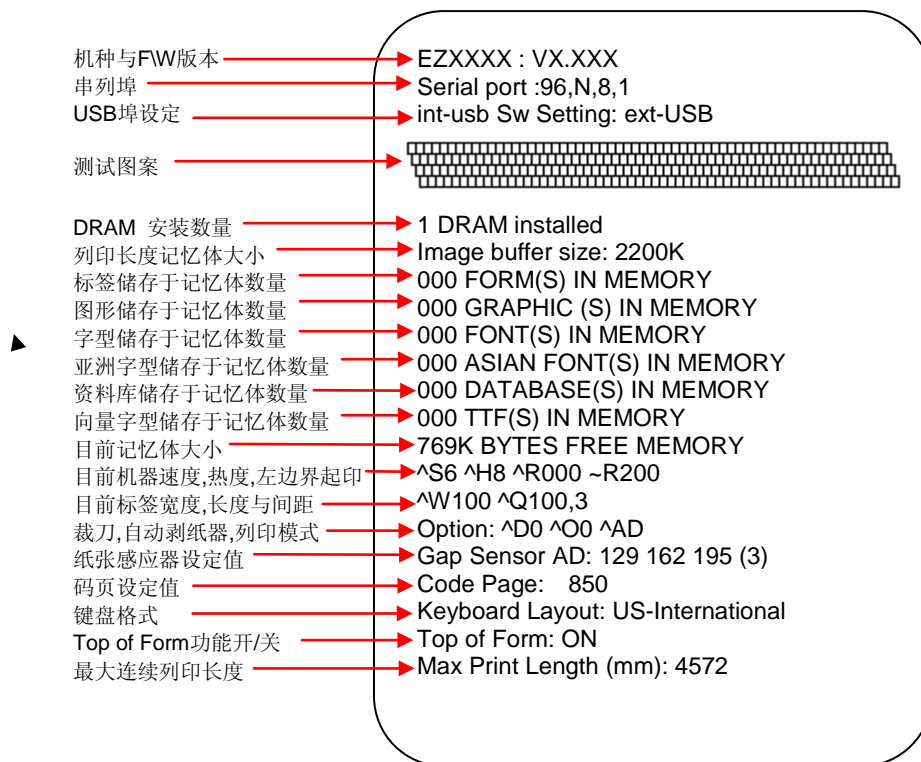 机种与F\W版本 EZXXXX : VX.XXX
串列埠 Serial port :96,N,8,1
USB埠设定 int-usb Sw Setting: ext-USB
测试图案
DRAM 安装数量 1 DRAM installed
列印长度记忆体大小 Image buffer size: 2200K
标签储存于记忆体数量 000 FORM(S) IN MEMORY
图形储存于记忆体数量 000 GRAPHIC (S) IN MEMORY
字型储存于记忆体数量 000 FONT(S) IN MEMORY
亚洲字型储存于记忆体数量 000 ASIAN FONT(S) IN MEMORY
资料库储存于记忆体数量 000 DATABASE(S) IN MEMORY
向量字型储存于记忆体数量 000 TTF(S) IN MEMORY
目前记忆体大小 769K BYTES FREE MEMORY
目前机器速度,热度,左边界起印 ^S6 ^H8 ^R000 ~R200
目前标签宽度,长度与间距 ^W100 ^Q100,3
裁刀,自动剥纸器,列印模式 Option: ^D0 ^O0 ^AD
纸张感应器设定值 Gap Sensor AD: 129 162 195 (3)
码页设定值 Code Page: 850
键盘格式 Keyboard Layout: US-International
Top of Form功能开/关 Top of Form: ON
最大连续列印长度 Max Print Length (mm): 4572